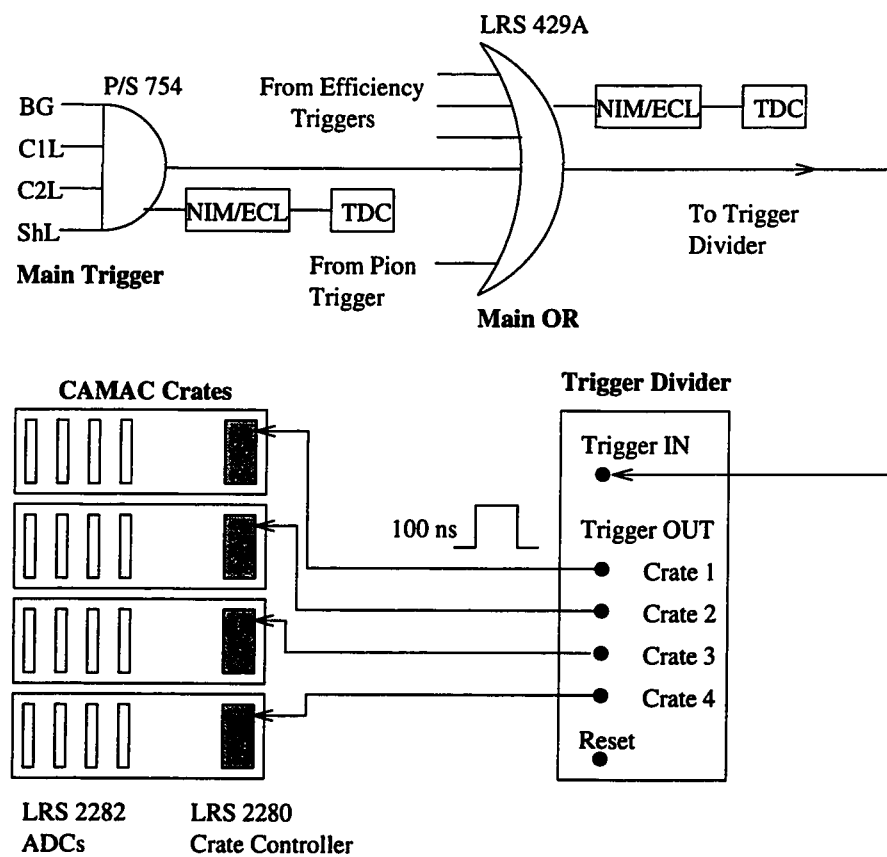 LRS 429A
P/S 754
BG
C1L
C2L
ShL
Main Trigger
NIM/ECL
TDC
From Efficiency
Triggers
From Pion
Trigger
Main OR
NIM/ECL
TDC
To Trigger
Divider
CAMAC Crates
LRS 2282
ADCs
LRS 2280
Crate Controller
100 ns
Trigger Divider
Trigger IN
Trigger OUT
Crate 1
Crate 2
Crate 3
Crate 4
Reset